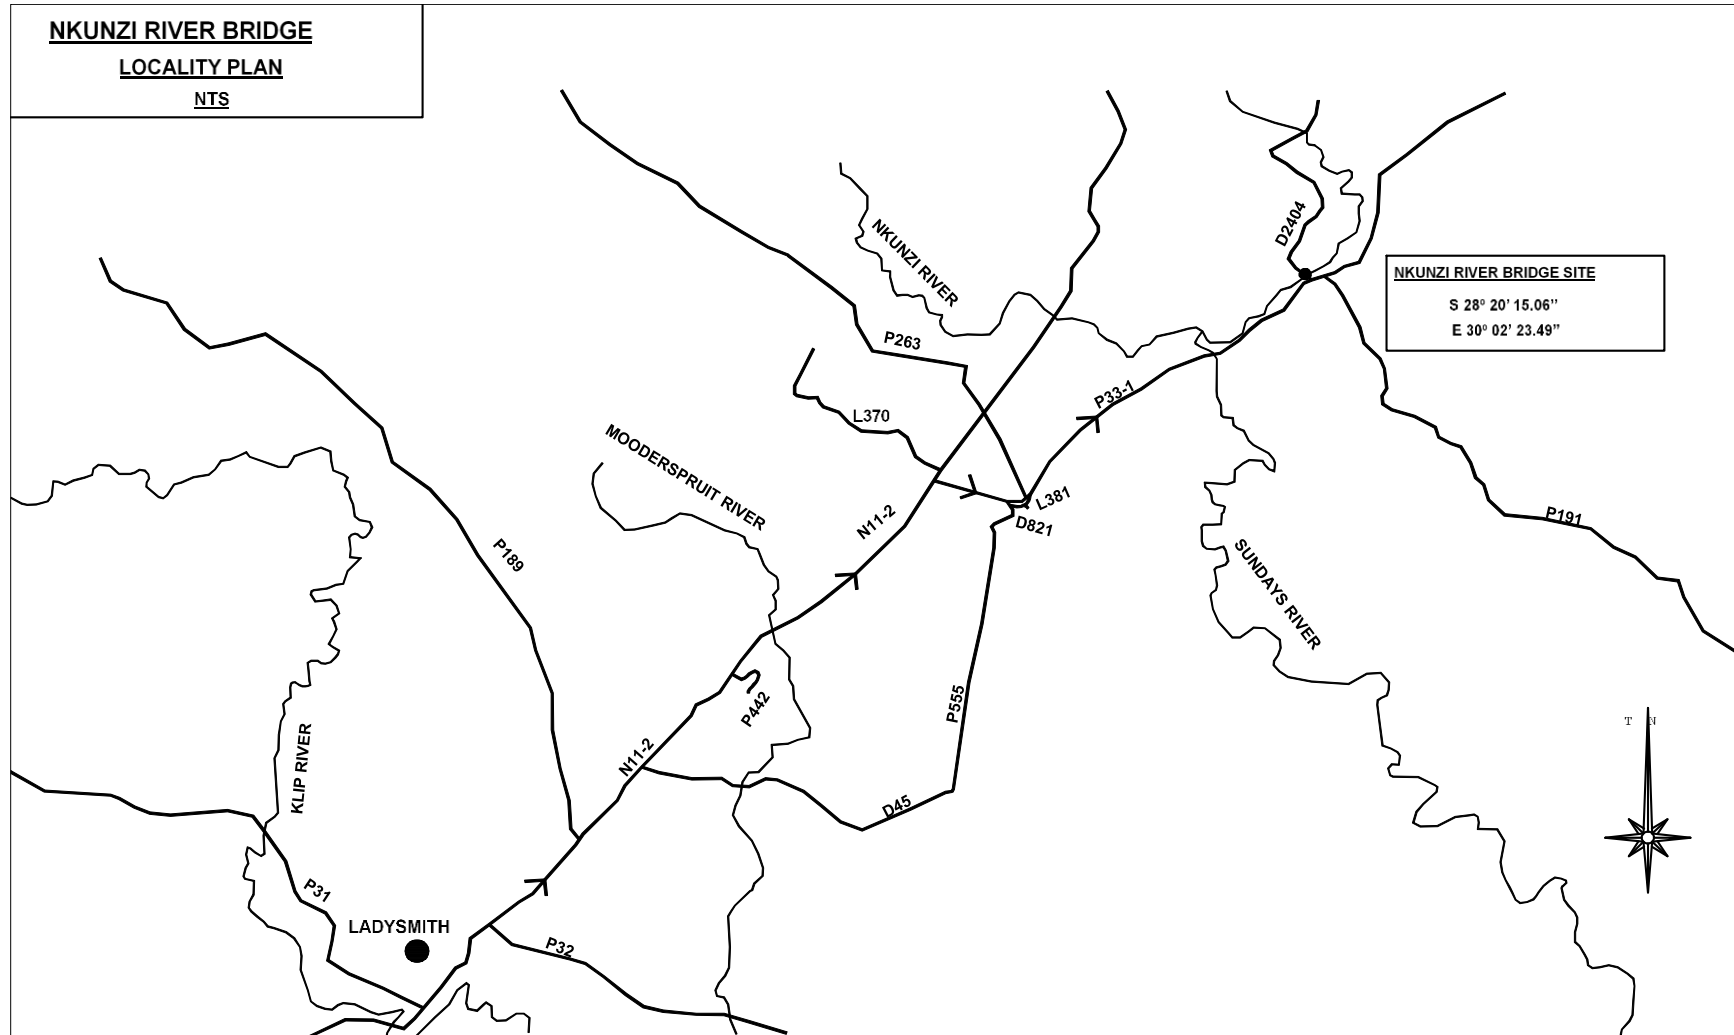 NKUNZI RIVER BRIDGE
LOCALITY PLAN
NTS
D2404
NKUNZI RIVER
NKUNZI RIVER BRIDGE SITE
S 28º 20' 15.06''
E 30º 02' 23.49"
P263
P33-1
L370
MOODERSPRUIT RIVER
L381
N11-2
D821
P191
P189
SUNDAYS RIVER
P555
P442
T N
N11-2
KLIP RIVER
D45
P31
LADYSMITH
P32